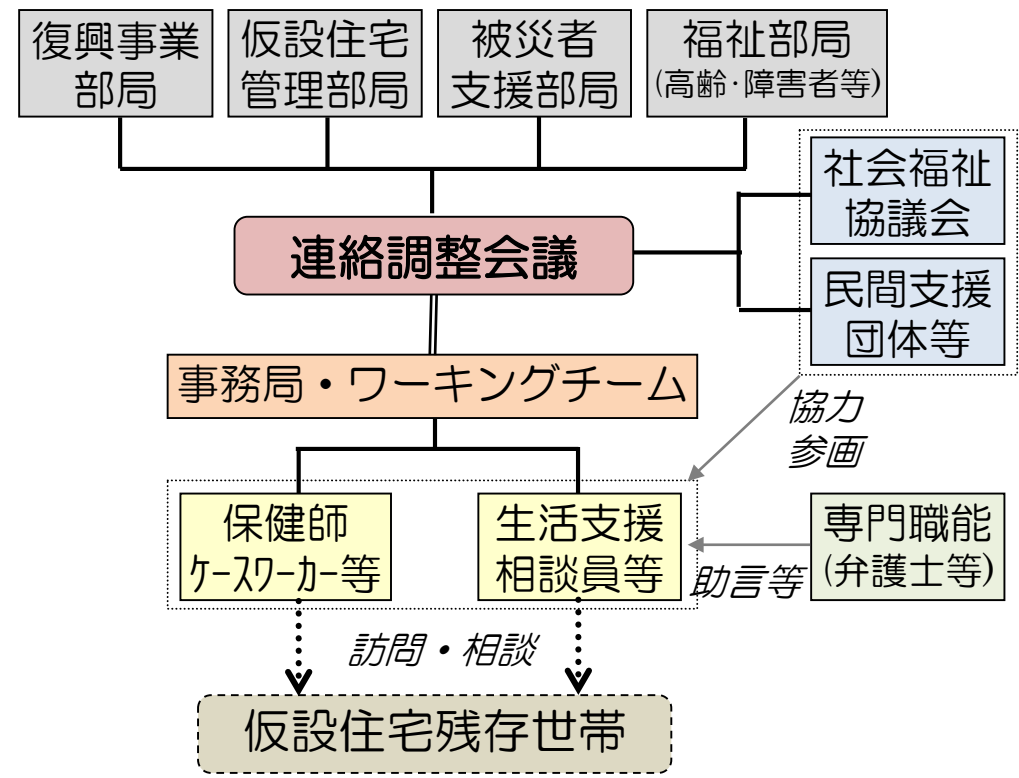 復興事業
部局
仮設住宅
管理部局
被災者
支援部局
福祉部局
(高齢･障害者等)
社会福祉
協議会
連絡調整会議
民間支援
団体等
事務局・ワーキングチーム
協力
参画
保健師
ｹｰｽﾜｰｶｰ等
生活支援
相談員等
専門職能
(弁護士等)
助言等
訪問・相談
仮設住宅残存世帯